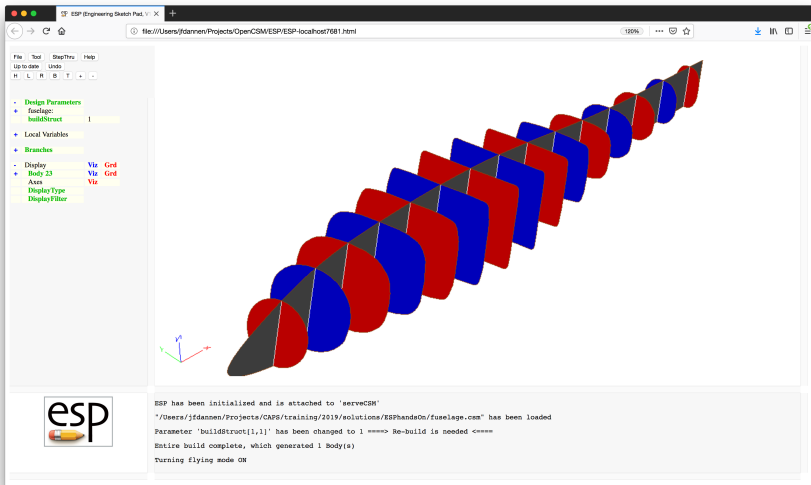 ESP (Engineering Sketch Pad, V
file:///Users/jfdannen/Projects/OpenCSM/ESP/ESP-localhost7681.html
120%
File Tool StepThru Help
Up to date Undo
H L R B T + -
- Design Parameters
+ fuselage:
buildStruct 1
+ Local Variables
+ Branches
- Display Viz Grd
+ Body 23 Viz Grd
Axes Viz
DisplayType
DisplayFilter
esp
ESP has been initialized and is attached to 'serveCSM'
"/Users/jfdannen/Projects/CAPS/training/2019/solutions/ESPhandsOn/fuselage.csm" has been loaded
Parameter 'buildStruct[1,1]' has been changed to 1 ====> Re-build is needed <====
Entire build complete, which generated 1 Body(s)
Turning flying mode ON